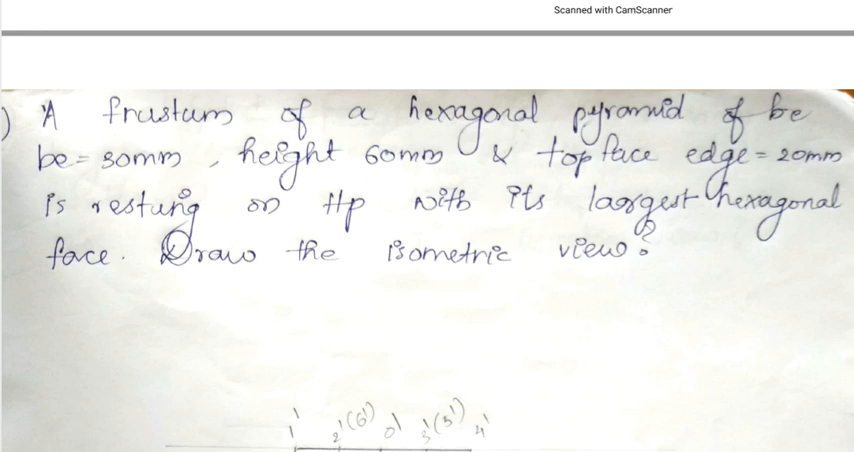 Scanned with CamScanner
) A frustum of a hexagonal pyramid of be
be = 30mm, height 60mm & top face edge = 20mm
is resting on Hp with its largest hexagonal
face. Draw the isometric view?
1' 2'(6') 0' 3'(5') 4'